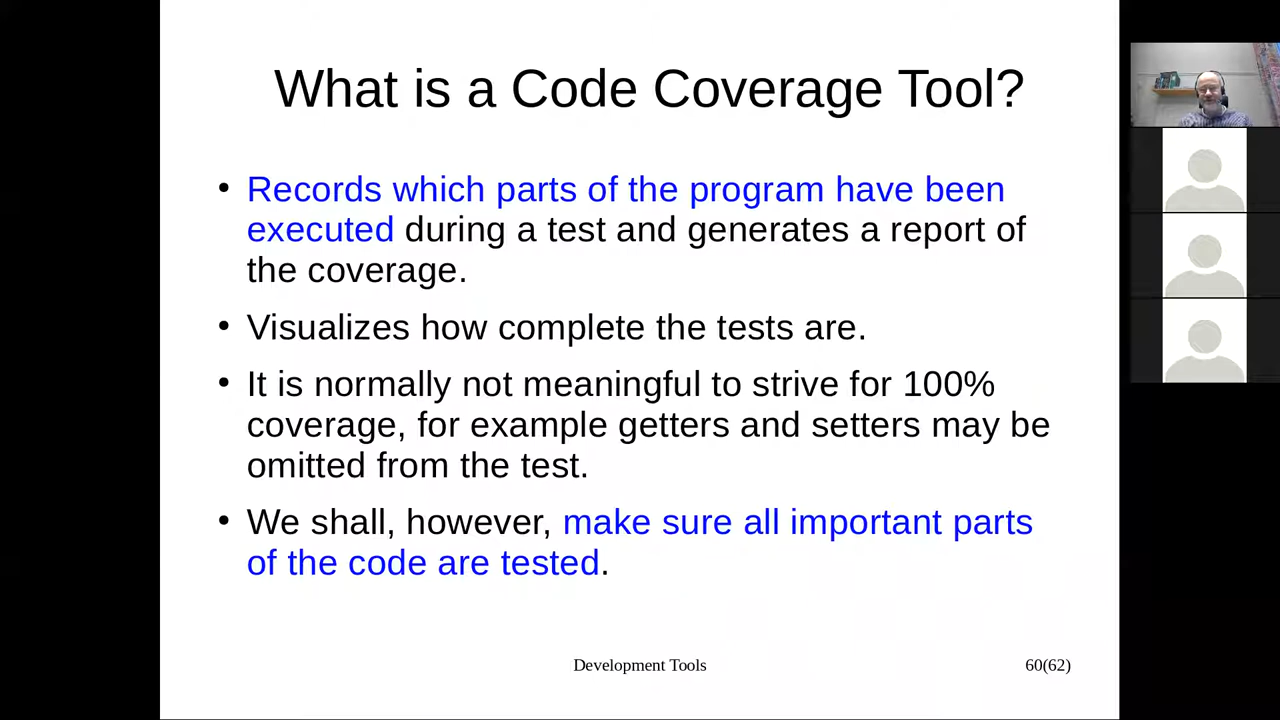 What is a Code Coverage Tool?
• Records which parts of the program have been
executed during a test and generates a report of
the coverage.
• Visualizes how complete the tests are.
• It is normally not meaningful to strive for 100%
coverage, for example getters and setters may be
omitted from the test.
• We shall, however, make sure all important parts
of the code are tested.
Development Tools
60(62)